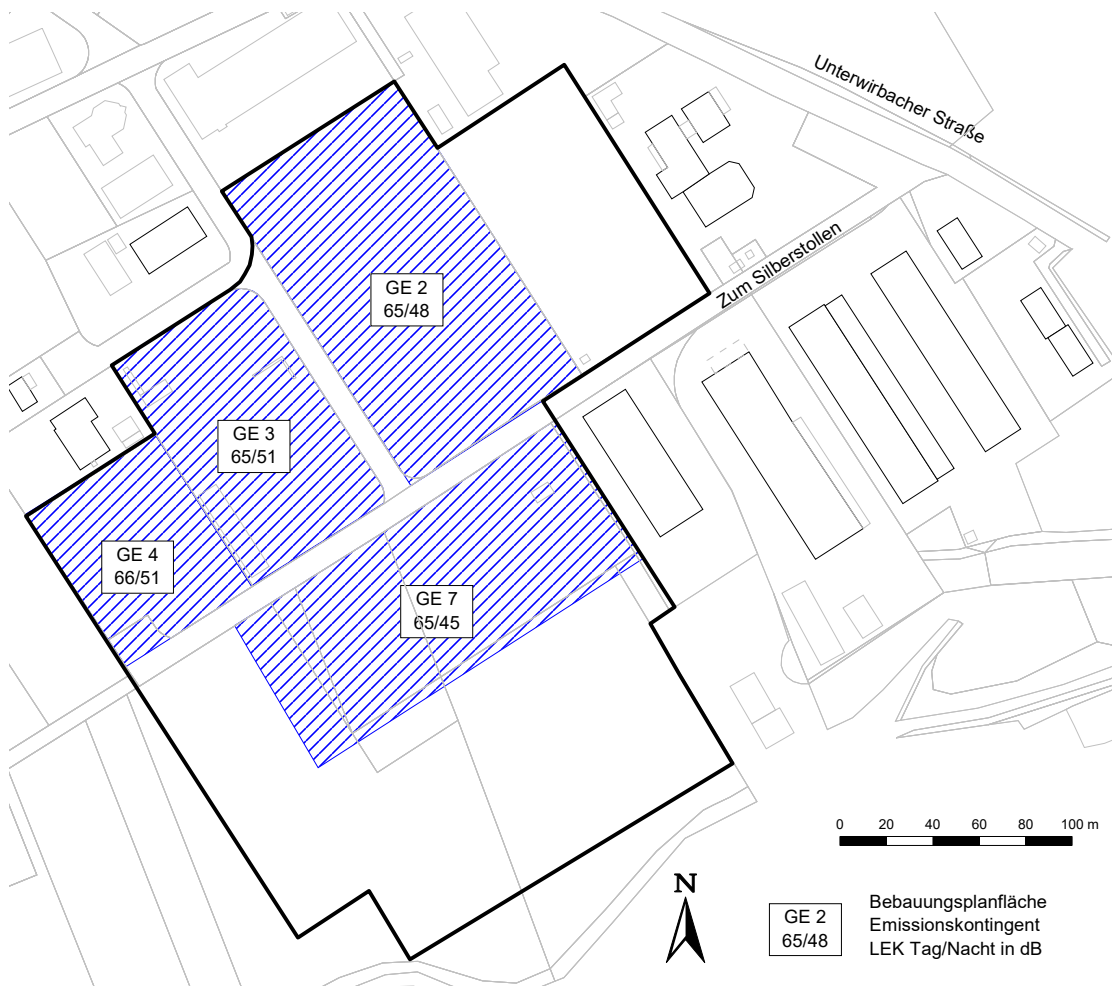 Unterwirbacher Straße
Zum Silberstollen
GE 2
65/48
GE 3
65/51
GE 4
66/51
GE 7
65/45
0 20 40 60 80 100 m
N
GE 2
65/48
Bebauungsplanfläche
Emissionskontingent
LEK Tag/Nacht in dB